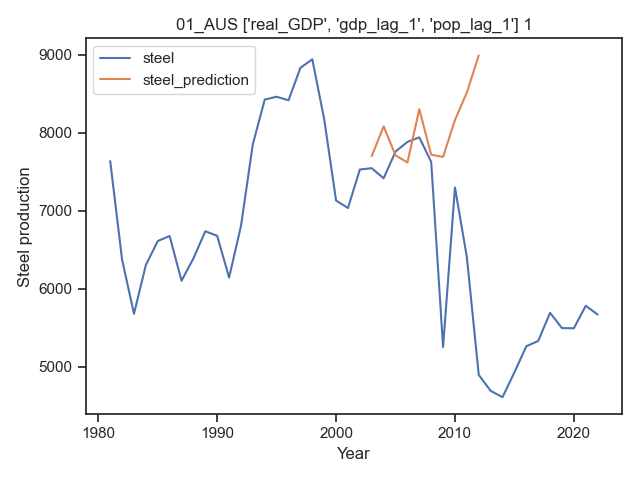 01_AUS ['real_GDP', 'gdp_lag_1', 'pop_lag_1'] 1
steel
steel_prediction
9000
8000
7000
6000
5000
Steel production
1980
1990
2000
2010
2020
Year